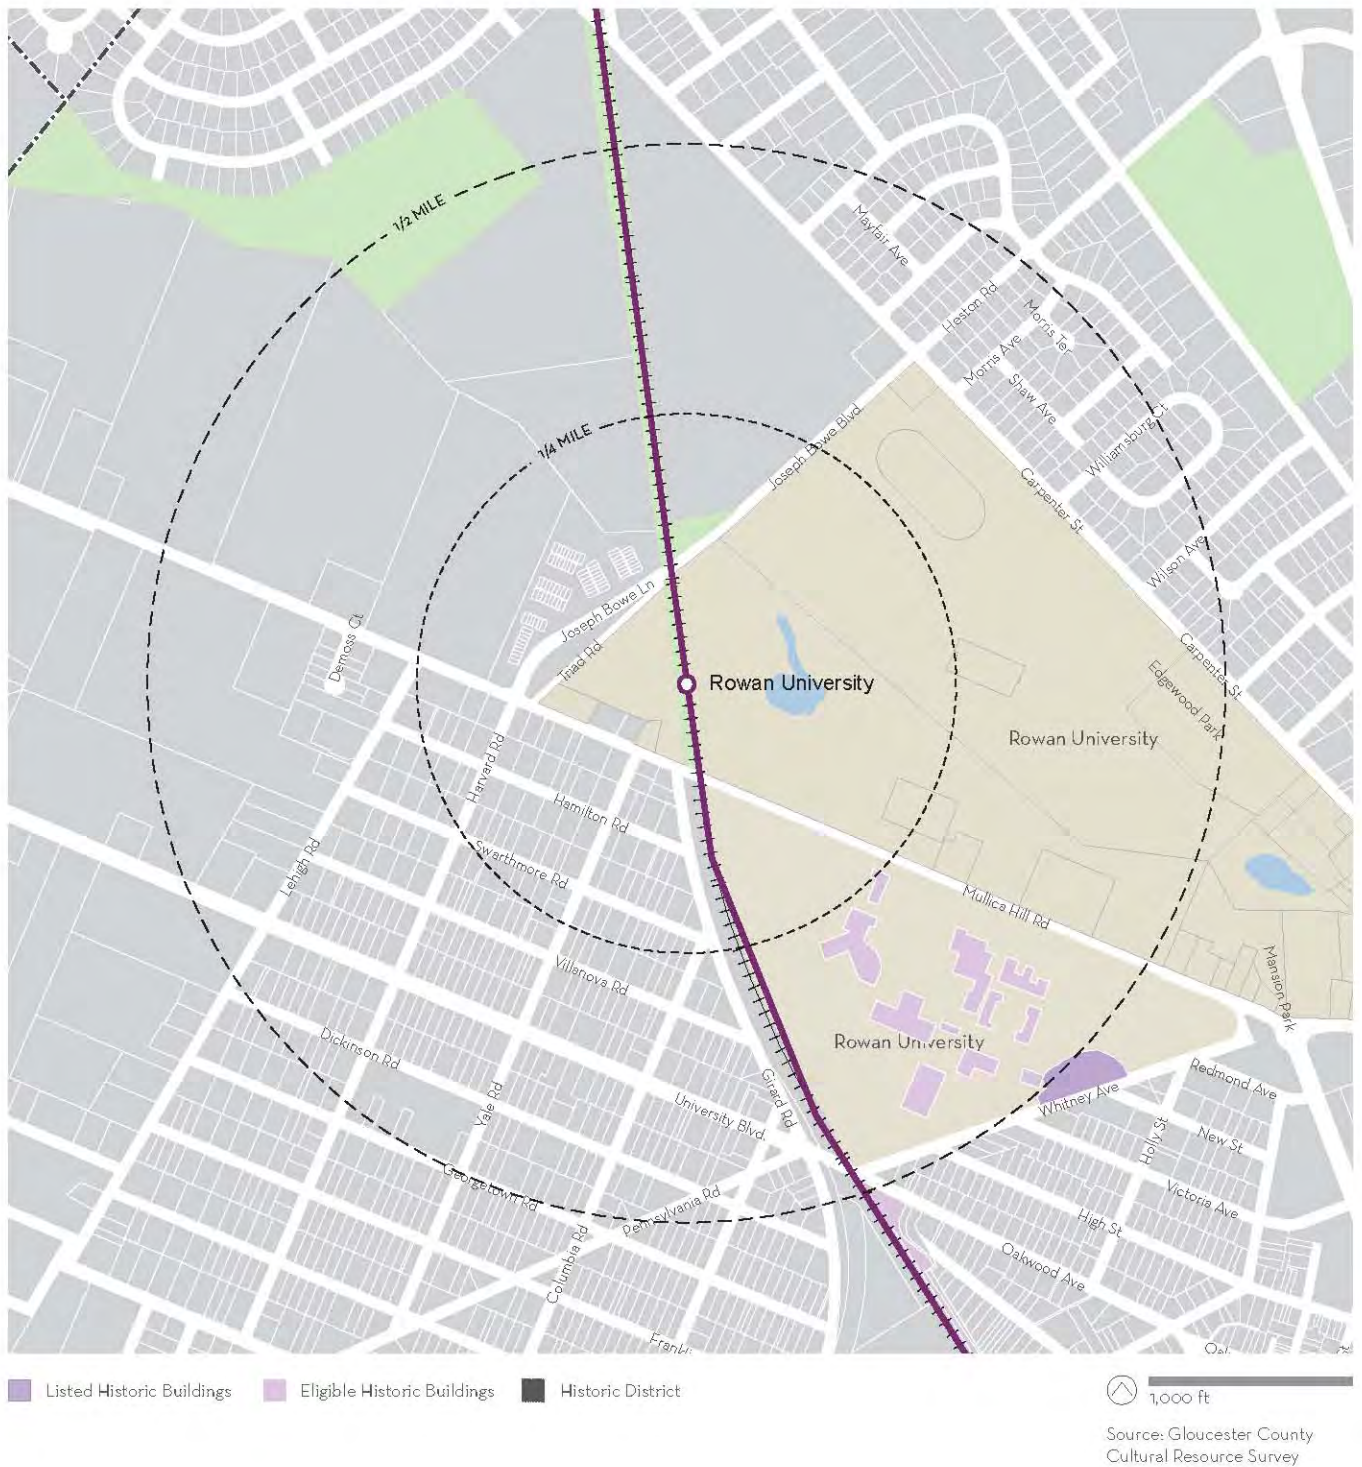 1/2 MILE
Mayfair Ave
Heston Rd
Morris Ter
Morris Ave
Shaw Ave
Joseph Bowe Blvd.
Williamsburg Ct
1/4 MILE
Carpenter St
Wilson Ave
Joseph Bowe Ln
Demoss Ct
Triad Rd
Carpenter St
Edgewood Park
Rowan University
Rowan University
Harvard Rd
Hamilton Rd
Swarthmore Rd
Lehigh Rd
Mullica Hill Rd
Mansion Park
Villanova Rd
Dickinson Rd
Rowan University
Redmond Ave
Whitney Ave
Girard Rd
Yale Rd
University Blvd.
New St
Holly St
Georgetown Rd
Pennsylvania Rd
Victoria Ave
High St
Columbia Rd
Oakwood Ave
Frankl
Oal
Listed Historic Buildings
Eligible Historic Buildings
Historic District
1,000 ft
Source: Gloucester County
Cultural Resource Survey